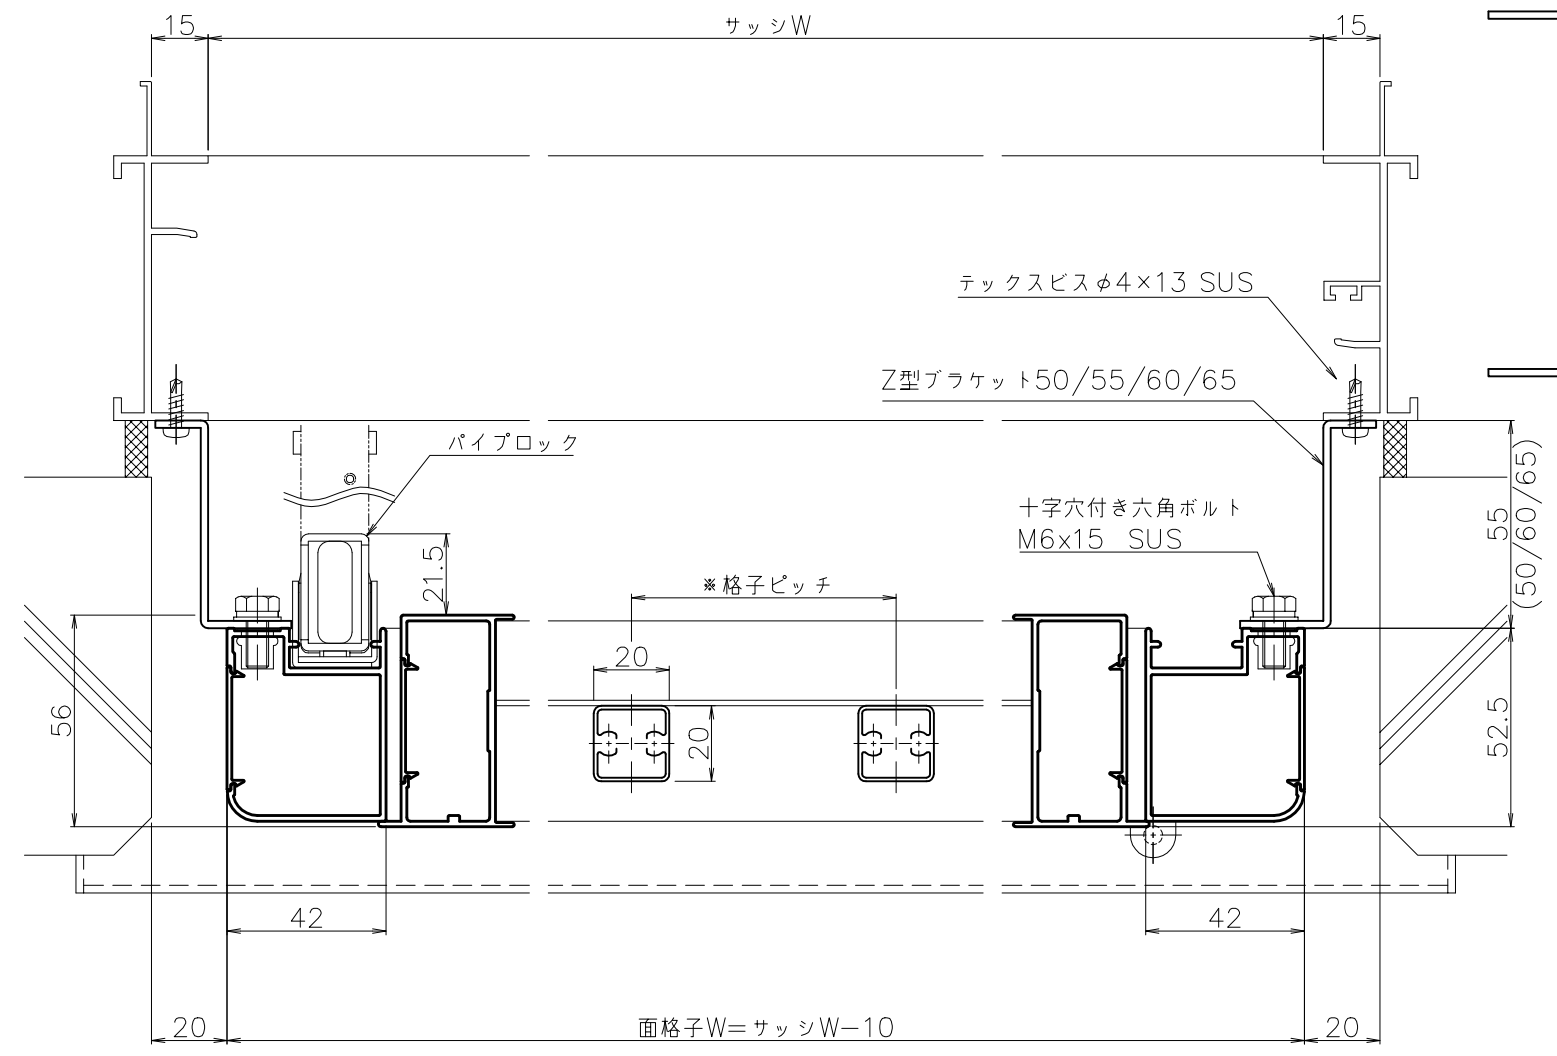 15
サッシW
15
テックスビスφ4×13 SUS
Z型ブラケット50/55/60/65
パイプロック
十字穴付き六角ボルト
M6x15 SUS
55
(50/60/65)
21.5
※格子ピッチ
20
20
56
52.5
42
42
20
面格子W=サッシW-10
20